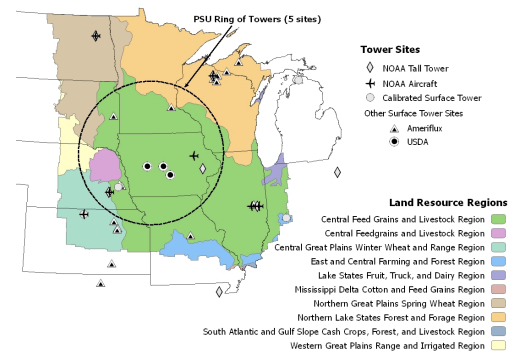 PSU Ring of Towers (5 sites)
Tower Sites
NOAA Tall Tower
NOAA Aircraft
Calibrated Surface Tower
Other Surface Tower Sites
Ameriflux
USDA
Land Resource Regions
Central Feed Grains and Livestock Region
Central Feedgrains and Livestock Region
Central Great Plains Winter Wheat and Range Region
East and Central Farming and Forest Region
Lake States Fruit, Truck, and Dairy Region
Mississippi Delta Cotton and Feed Grains Region
Northern Great Plains Spring Wheat Region
Northern Lake States Forest and Forage Region
South Atlantic and Gulf Slope Cash Crops, Forest, and Livestock Region
Western Great Plains Range and Irrigated Region